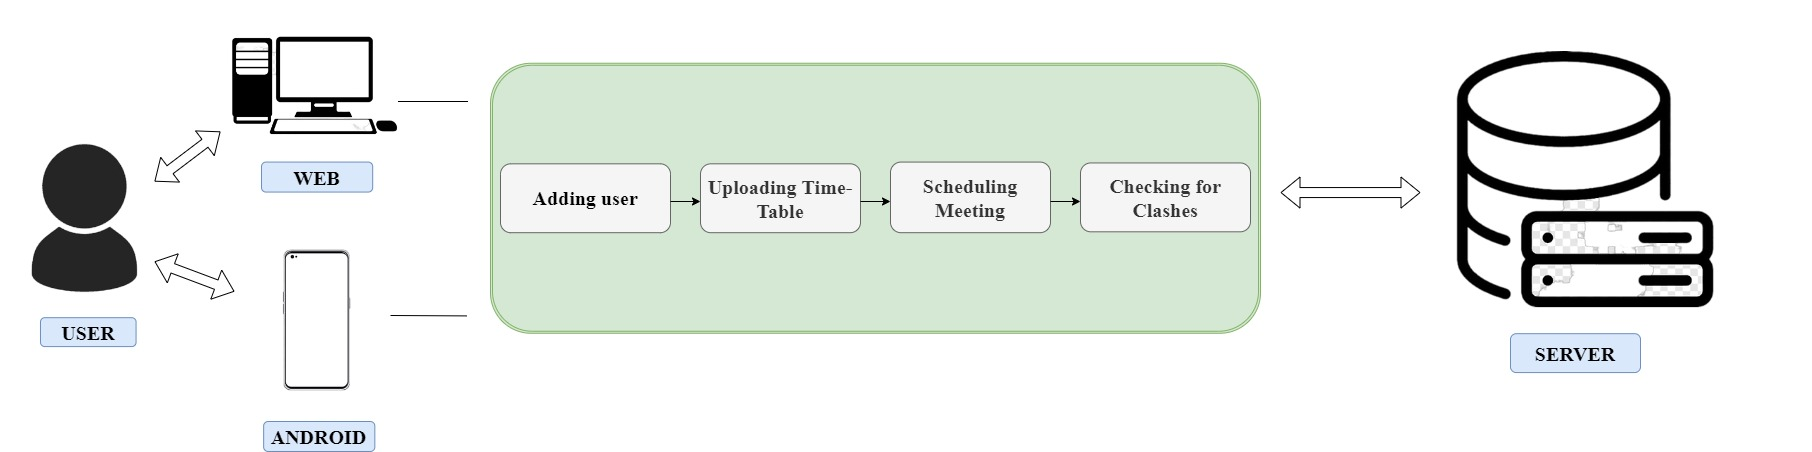 WEB
USER
ANDROID
Adding user
Uploading Time-
Table
Scheduling
Meeting
Checking for
Clashes
SERVER